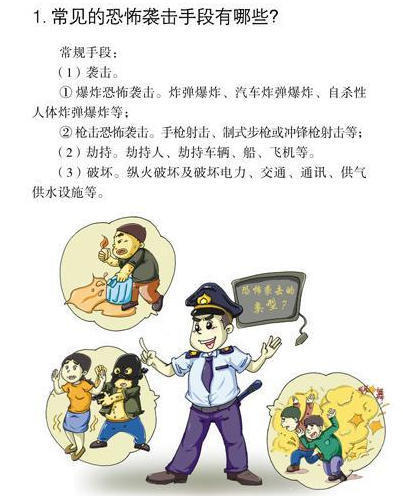 1. 常见的恐怖袭击手段有哪些?
常规手段:
(1)袭击。
①爆炸恐怖袭击。炸弹爆炸、汽车炸弹爆炸、自杀性
人体炸弹爆炸等;
②枪击恐怖袭击。手枪射击、制式步枪或冲锋枪射击等;
(2)劫持。劫持人、劫持车辆、船、飞机等。
(3)破坏。纵火破坏及破坏电力、交通、通讯、供气
供水设施等。
恐怖袭击的
类型?